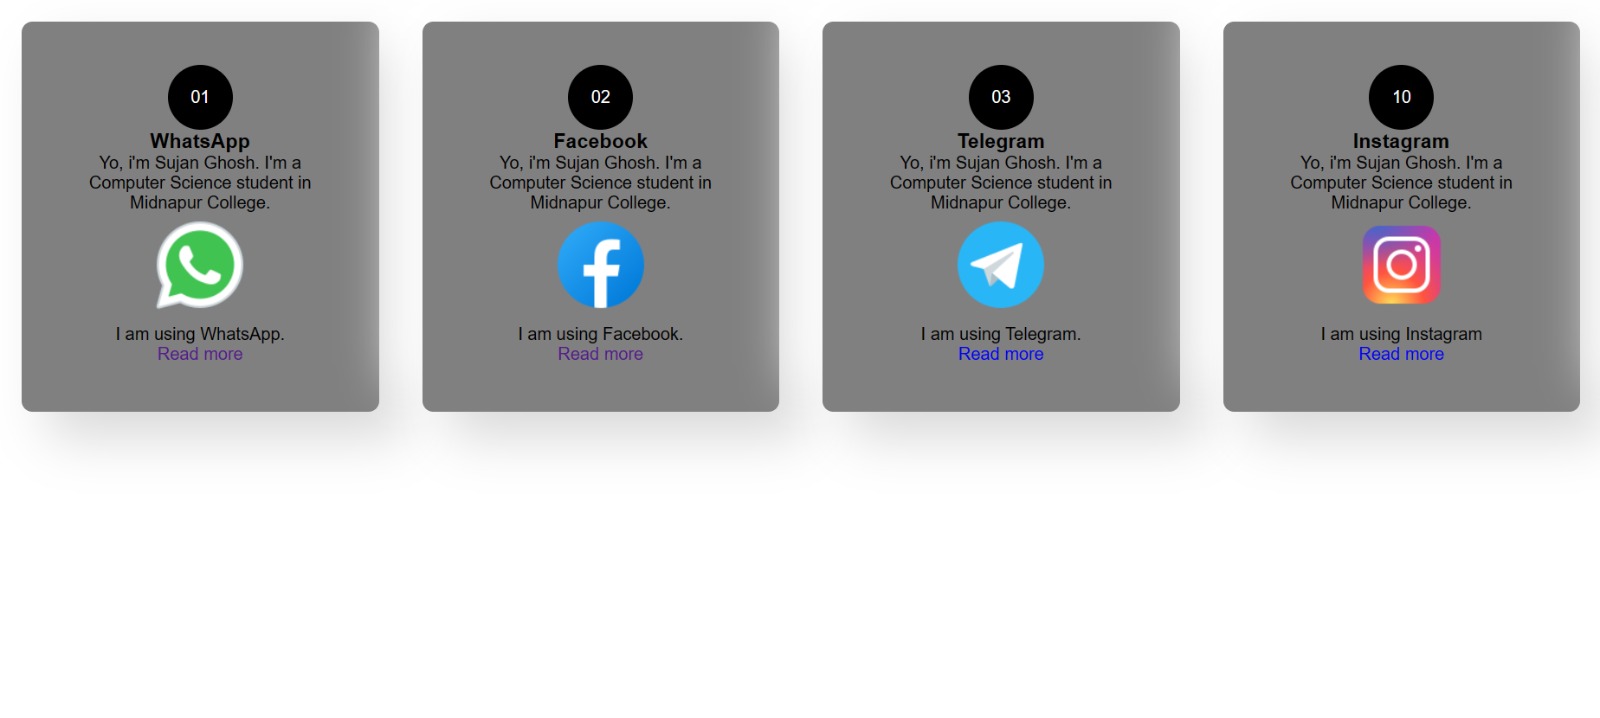 01
WhatsApp
Yo, i'm Sujan Ghosh. I'm a
Computer Science student in
Midnapur College.
I am using WhatsApp.
Read more
02
Facebook
Yo, i'm Sujan Ghosh. I'm a
Computer Science student in
Midnapur College.
I am using Facebook.
Read more
03
Telegram
Yo, i'm Sujan Ghosh. I'm a
Computer Science student in
Midnapur College.
I am using Telegram.
Read more
10
Instagram
Yo, i'm Sujan Ghosh. I'm a
Computer Science student in
Midnapur College.
I am using Instagram
Read more